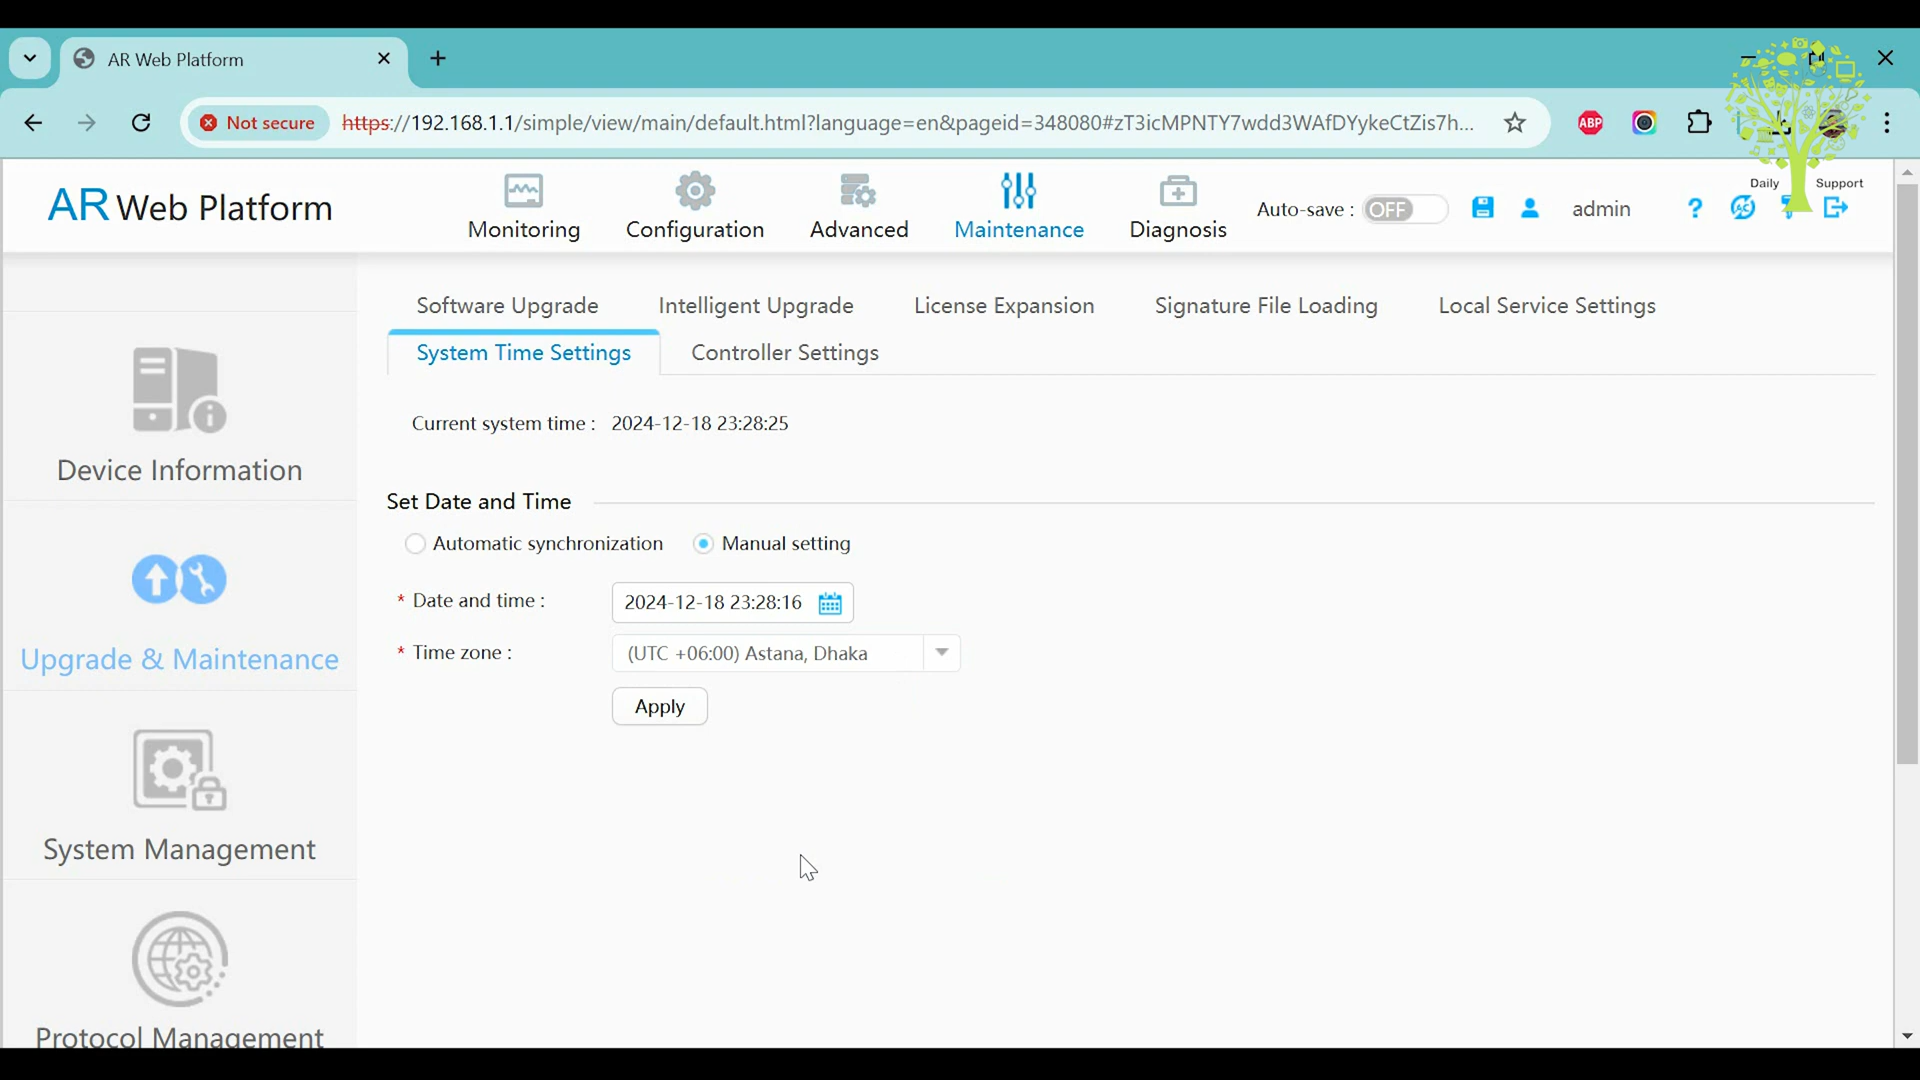 AR Web Platform
Not secure https://192.168.1.1/simple/view/main/default.html?language=en&pageid=348080#zT3icMPNTY7wdd3WAfDYykeCtZis7h...
ABP
Daily Support
AR Web Platform
Monitoring Configuration Advanced Maintenance Diagnosis Auto-save : OFF admin ? AC
Software Upgrade Intelligent Upgrade License Expansion Signature File Loading Local Service Settings
System Time Settings Controller Settings
Current system time : 2024-12-18 23:28:25
Set Date and Time
Automatic synchronization Manual setting
* Date and time : 2024-12-18 23:28:16
* Time zone : (UTC +06:00) Astana, Dhaka
Apply
Device Information
Upgrade & Maintenance
System Management
Protocol Management